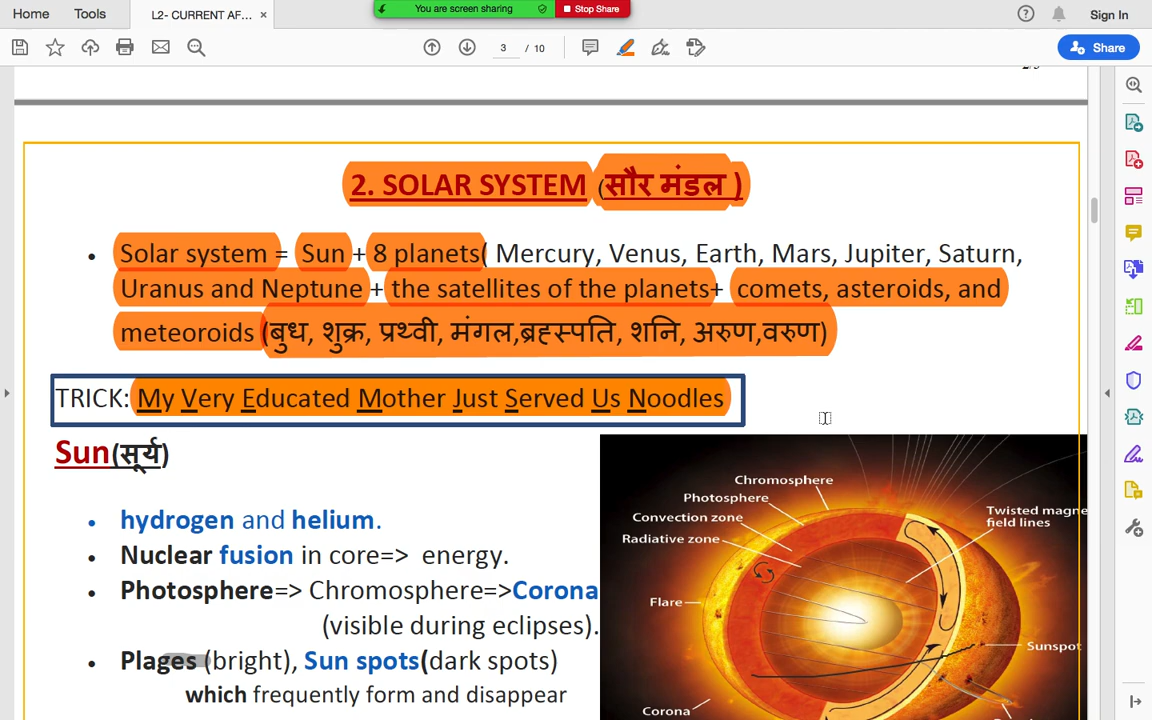 Home Tools L2- CURRENT AF... × You are screen sharing Stop Share Sign In
3 / 10 Share
2. SOLAR SYSTEM (सौर मंडल )
• Solar system = Sun + 8 planets( Mercury, Venus, Earth, Mars, Jupiter, Saturn,
Uranus and Neptune + the satellites of the planets+ comets, asteroids, and
meteoroids (बुध, शुक्र, प्रथ्वी, मंगल,ब्रह्स्पति, शनि, अरुण,वरुण)
TRICK: My Very Educated Mother Just Served Us Noodles
Sun(सूर्य)
• hydrogen and helium.
• Nuclear fusion in core=> energy.
• Photosphere=> Chromosphere=>Corona
(visible during eclipses).
• Plages (bright), Sun spots(dark spots)
which frequently form and disappear
Chromosphere
Photosphere
Convection zone
Radiative zone
Twisted magne
field lines
Flare
Sunspot
Corona